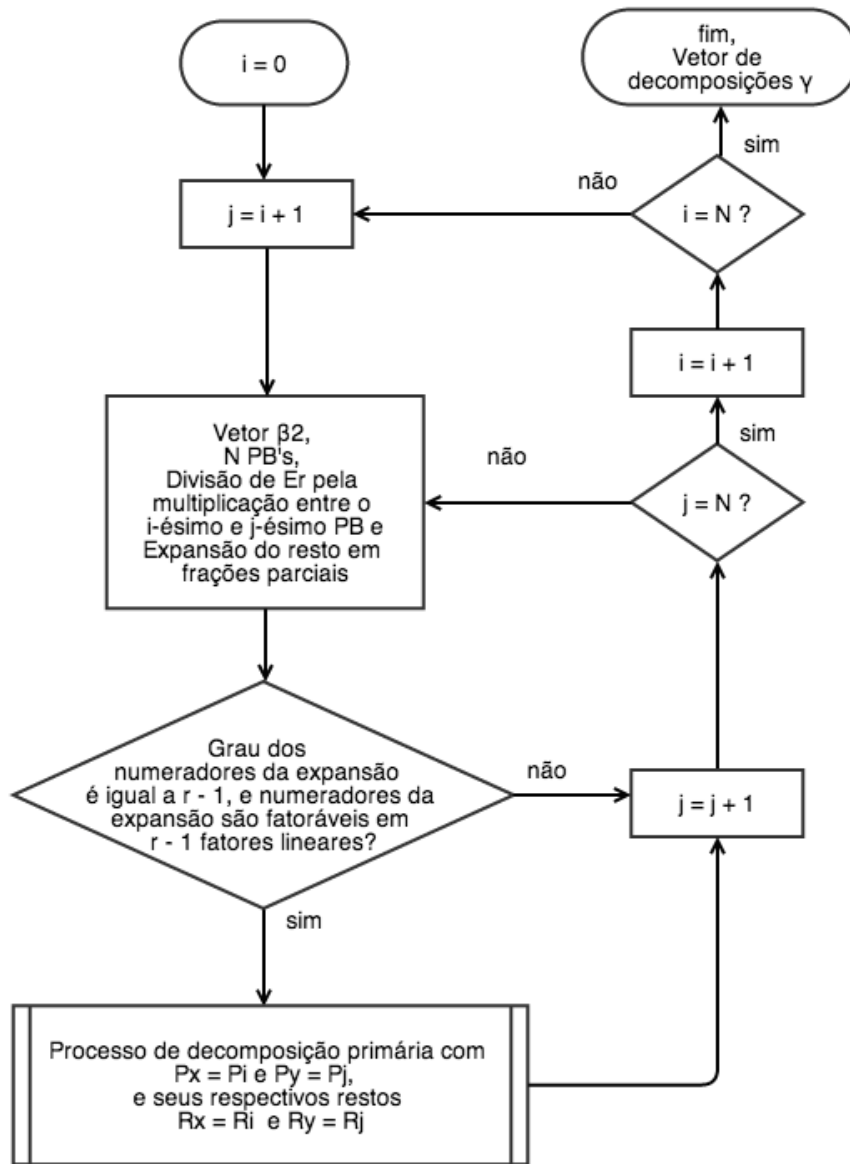 i = 0
fim,
Vetor de
decomposições γ
sim
não
i = N ?
j = i + 1
i = i + 1
sim
não
j = N ?
Vetor β2,
N PB's,
Divisão de Er pela
multiplicação entre o
i-ésimo e j-ésimo PB e
Expansão do resto em
frações parciais
Grau dos
numeradores da expansão
é igual a r - 1, e numeradores da
expansão são fatoráveis em
r - 1 fatores lineares?
não
j = j + 1
sim
Processo de decomposição primária com
Px = Pi e Py = Pj,
e seus respectivos restos
Rx = Ri e Ry = Rj